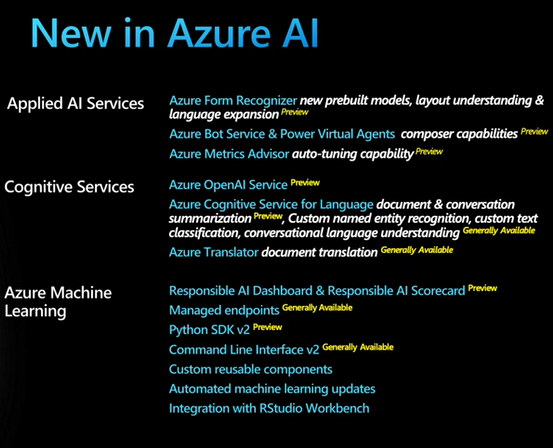 New in Azure AI
Applied AI Services
Azure Form Recognizer new prebuilt models, layout understanding &
language expansion Preview
Azure Bot Service & Power Virtual Agents composer capabilities Preview
Azure Metrics Advisor auto-tuning capability Preview
Cognitive Services
Azure OpenAI Service Preview
Azure Cognitive Service for Language document & conversation
summarization Preview, Custom named entity recognition, custom text
classification, conversational language understanding Generally Available
Azure Translator document translation Generally Available
Azure Machine
Learning
Responsible AI Dashboard & Responsible AI Scorecard Preview
Managed endpoints Generally Available
Python SDK v2 Preview
Command Line Interface v2 Generally Available
Custom reusable components
Automated machine learning updates
Integration with RStudio Workbench